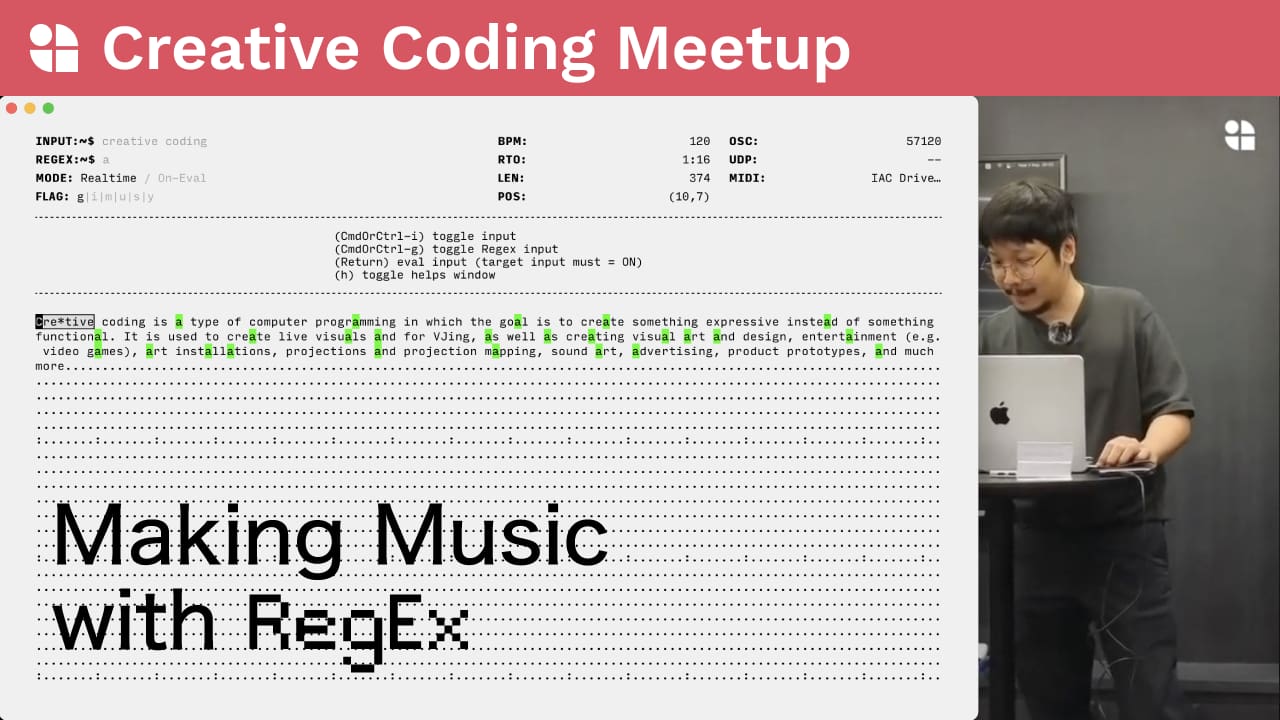 Creative Coding Meetup
INPUT:~$ creative coding
BPM: 120
OSC: 57120
REGEX:~$ a
RTO: 1:16
UDP: --
MODE: Realtime / On-Eval
LEN: 374
MIDI: IAC Drive…
FLAG: g|i|m|u|s|y
POS: (10,7)
(CmdOrCtrl-i) toggle input
(CmdOrCtrl-g) toggle Regex input
(Return) eval input (target input must = ON)
(h) toggle helps window
Cre*tive coding is a type of computer programming in which the goal is to create something expressive instead of something
functional. It is used to create live visuals and for VJing, as well as creating visual art and design, entertainment (e.g.
video games), art installations, projections and projection mapping, sound art, advertising, product prototypes, and much
more.
Making Music
with RegEx